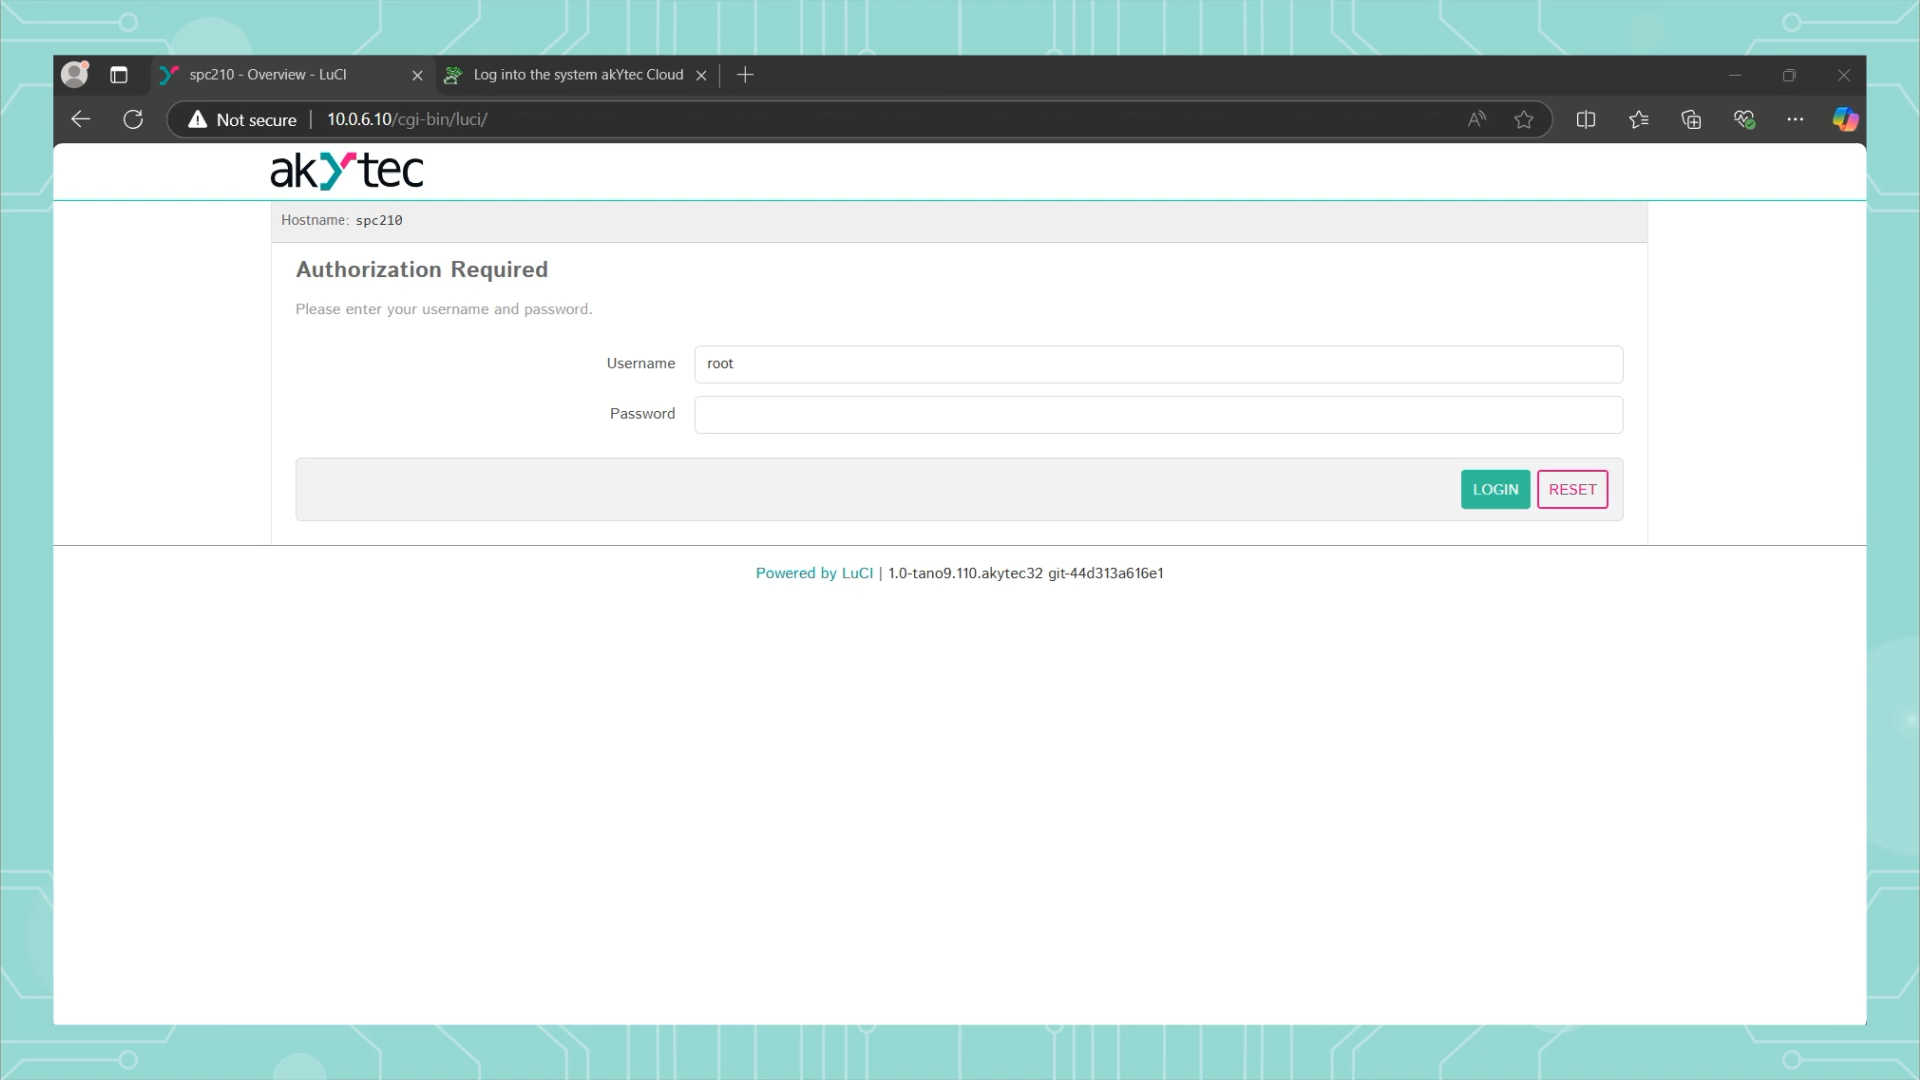 spc210 - Overview - LuCI
Log into the system akYtec Cloud
Not secure
10.0.6.10/cgi-bin/luci/
akYtec
Hostname: spc210
Authorization Required
Please enter your username and password.
Username
root
Password
LOGIN
RESET
Powered by LuCI | 1.0-tano9.110.akytec32 git-44d313a616e1